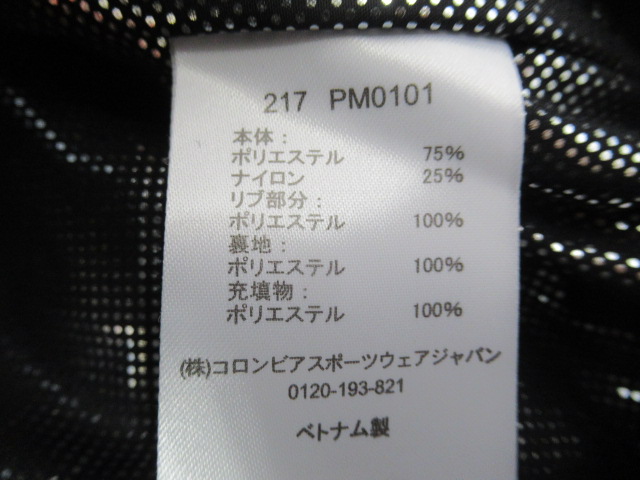 217 PM0101
本体:
ポリエステル 75%
ナイロン 25%
リブ部分:
ポリエステル 100%
裏地:
ポリエステル 100%
充填物:
ポリエステル 100%
(株)コロンビアスポーツウェアジャパン
0120-193-821
ベトナム製